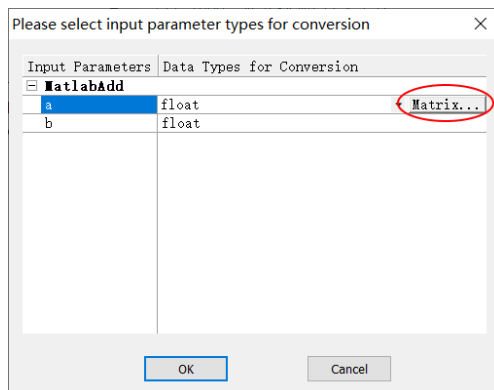 Please select input parameter types for conversion
Input Parameters Data Types for Conversion
MatlabAdd
a float Matrix...
b float
OK Cancel